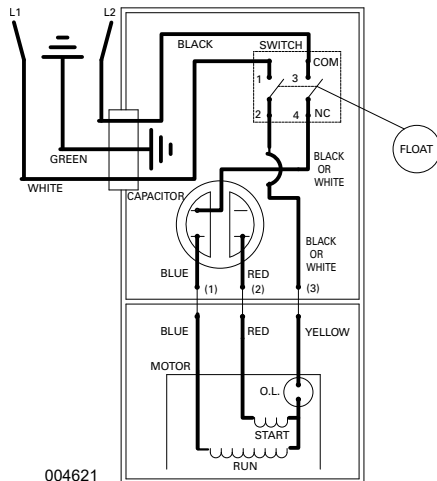 L1
L2
BLACK
SWITCH
COM
1
3
2
4
NC
GREEN
FLOAT
WHITE
CAPACITOR
BLACK
OR
WHITE
BLACK
OR
WHITE
BLUE
RED
(1)
(2)
(3)
BLUE
RED
YELLOW
MOTOR
O.L.
START
RUN
004621